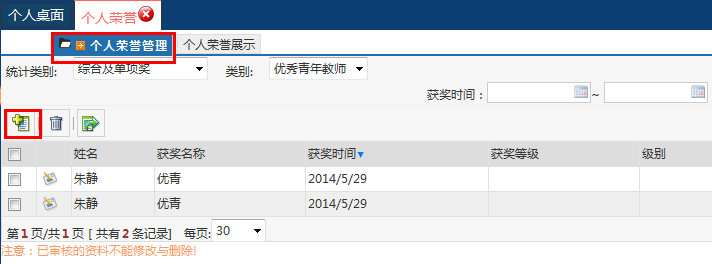 个人桌面 个人荣誉
个人荣誉管理 个人荣誉展示
统计类别: 综合及单项奖 类别: 优秀青年教师
获奖时间: ~
姓名 获奖名称 获奖时间▼ 获奖等级 级别
朱静 优青 2014/5/29
朱静 优青 2014/5/29
第1页/共1页 [ 共有2条记录] 每页: 30
注意:已审核的资料不能修改与删除!